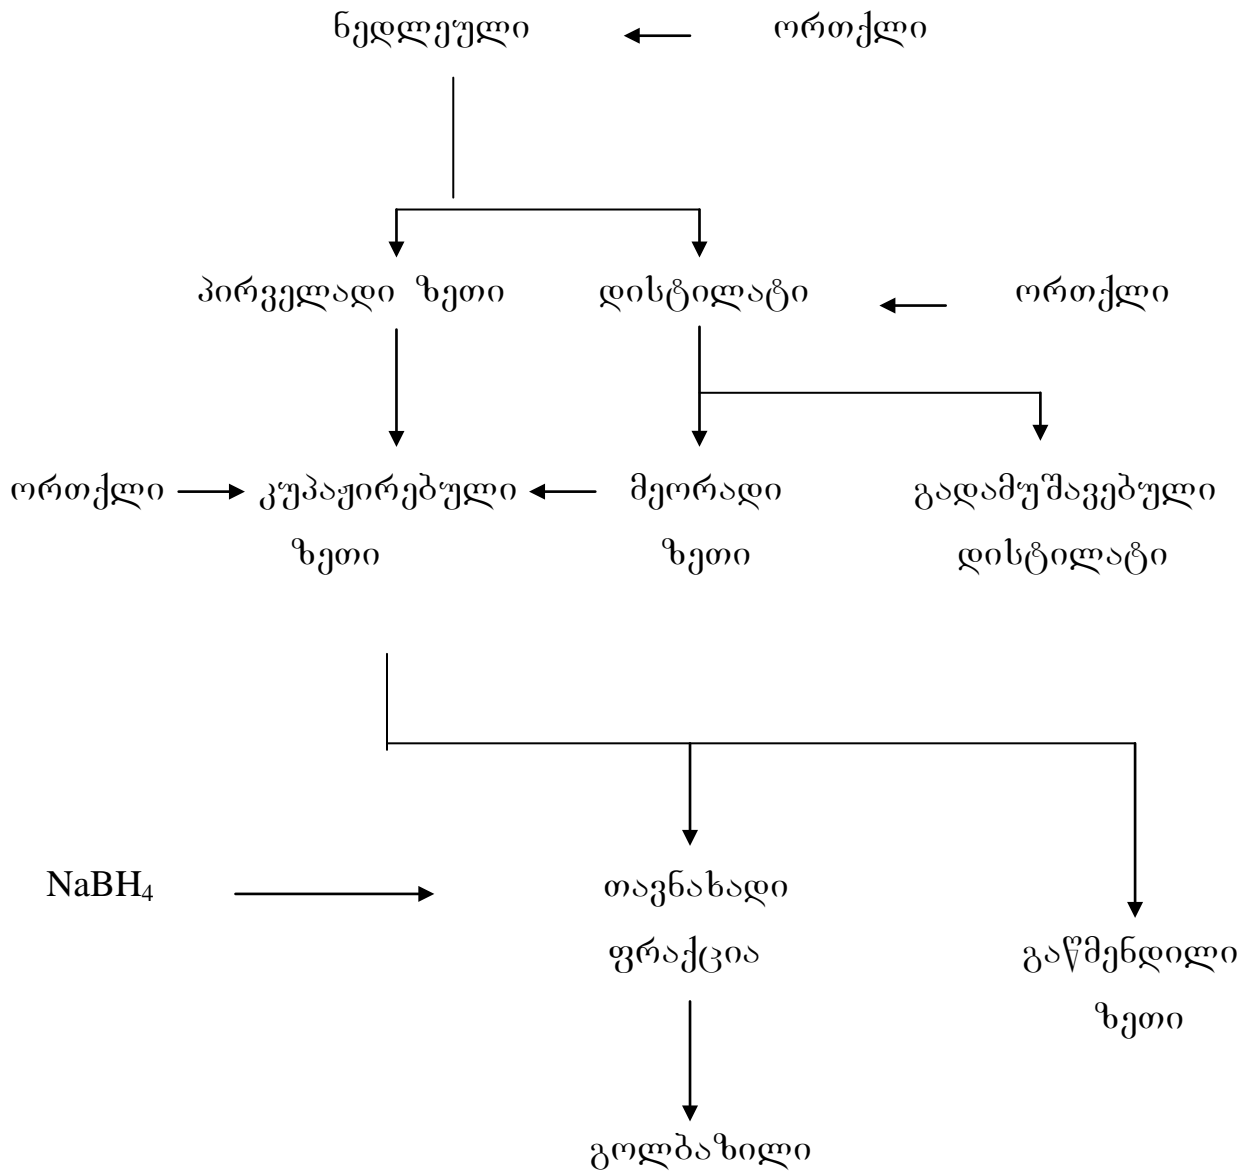 ნედლეული ორთქლი
პირველადი ზეთი დისტილატი ორთქლი
ორთქლი კუპაჟირებული მეორადი გადამუშავებული
ზეთი ზეთი დისტილატი
NaBH₄ თავნახადი
ფრაქცია გაწმენდილი
ზეთი
გოლბაზილი